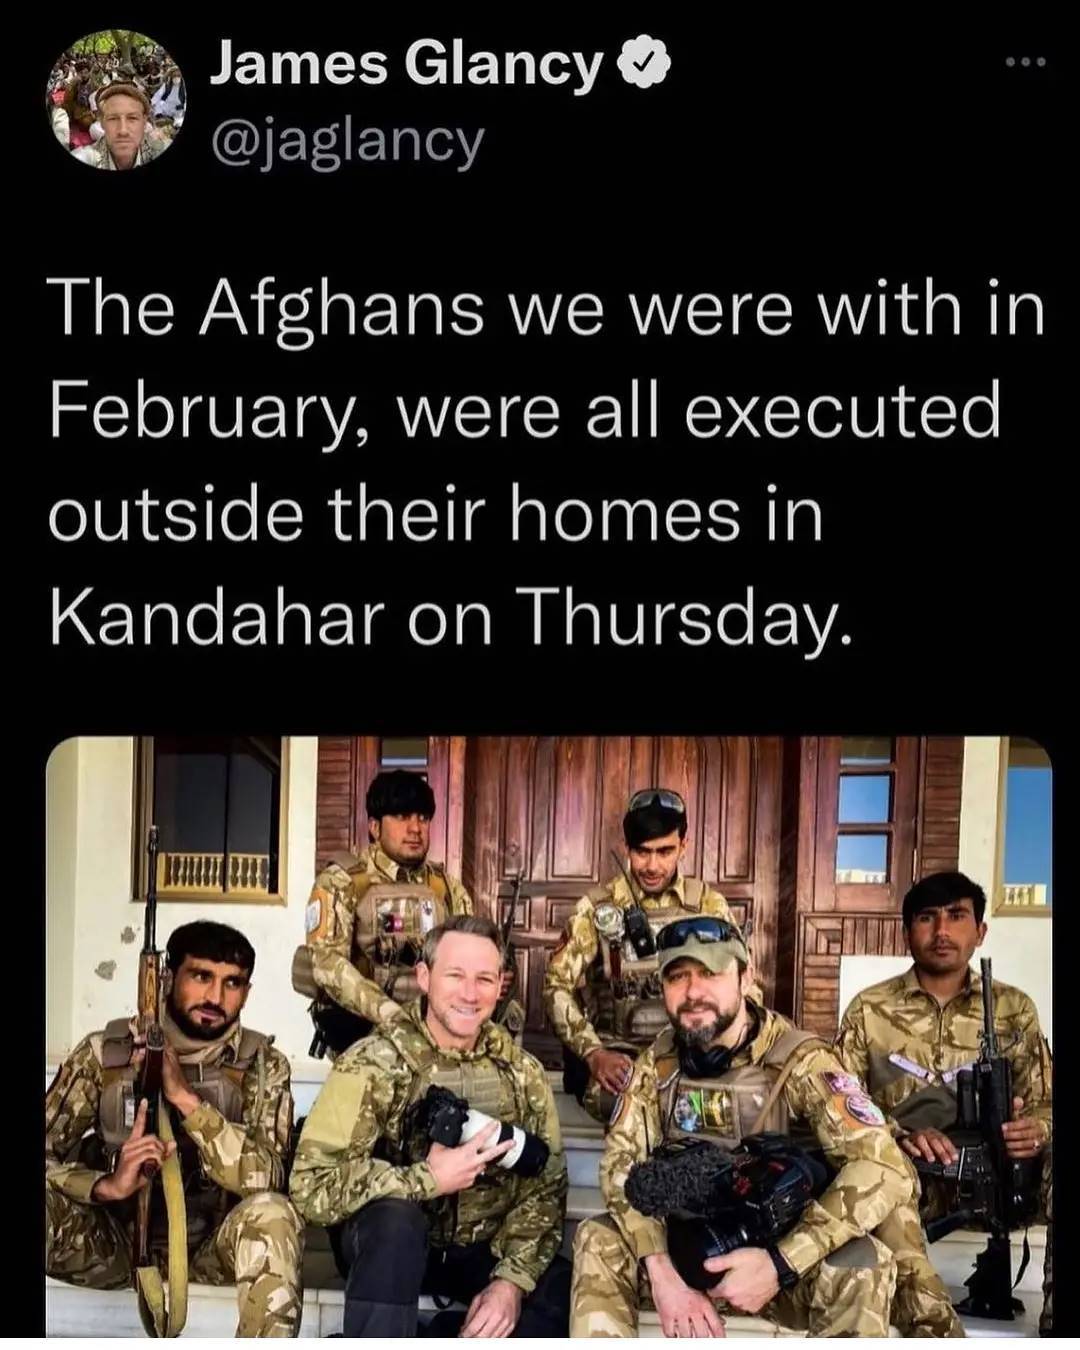 James Glancy
@jaglancy
The Afghans we were with in
February, were all executed
outside their homes in
Kandahar on Thursday.